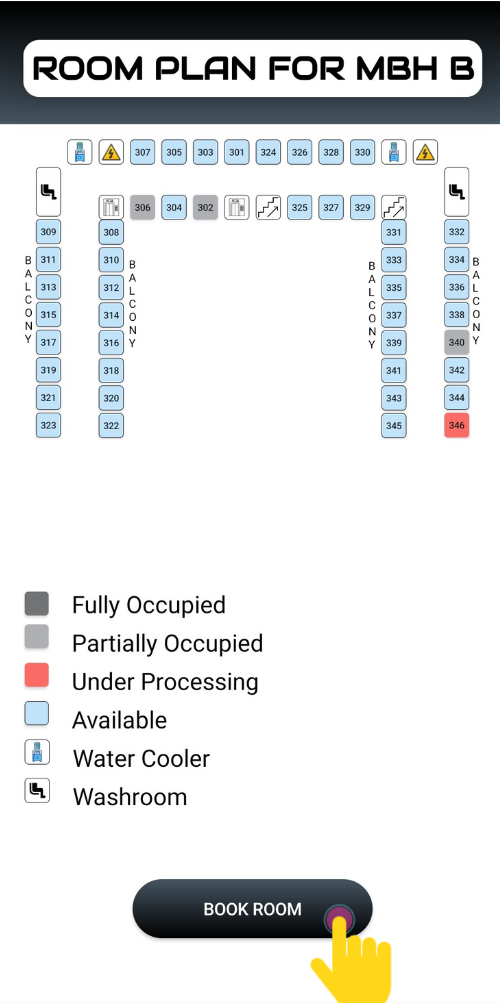 ROOM PLAN FOR MBH B
307 305 303 301 324 326 328 330
306 304 302 325 327 329
309 308 331 332
BALCONY 311 310 BALCONY BALCONY 333 334 BALCONY
313 312 335 336
315 314 337 338
317 316 339 340
319 318 341 342
321 320 343 344
323 322 345 346
Fully Occupied
Partially Occupied
Under Processing
Available
Water Cooler
Washroom
BOOK ROOM